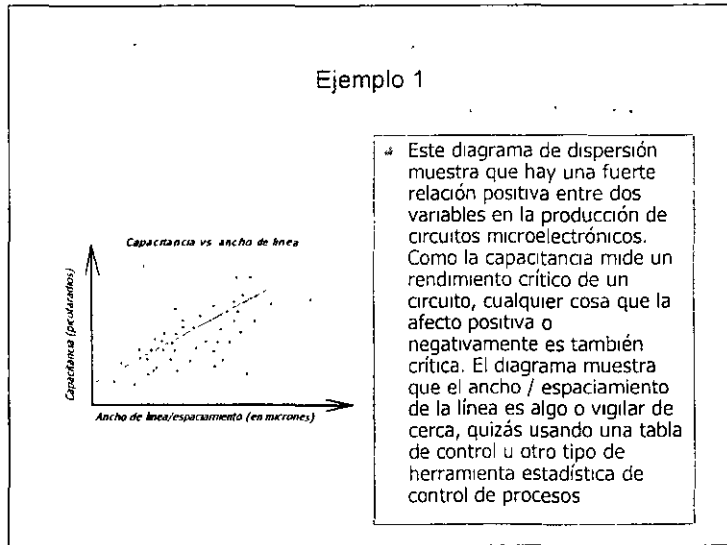 Ejemplo 1
Capacitancia vs ancho de linea
Capacitancia (picofaradios)
Ancho de linea/espaciamiento (en micrones)
Este diagrama de dispersión
muestra que hay una fuerte
relación positiva entre dos
variables en la producción de
circuitos microelectrónicos.
Como la capacitancia mide un
rendimiento crítico de un
circuito, cualquier cosa que la
afecto positiva o
negativamente es también
crítica. El diagrama muestra
que el ancho / espaciamiento
de la línea es algo o vigilar de
cerca, quizás usando una tabla
de control u otro tipo de
herramienta estadística de
control de procesos